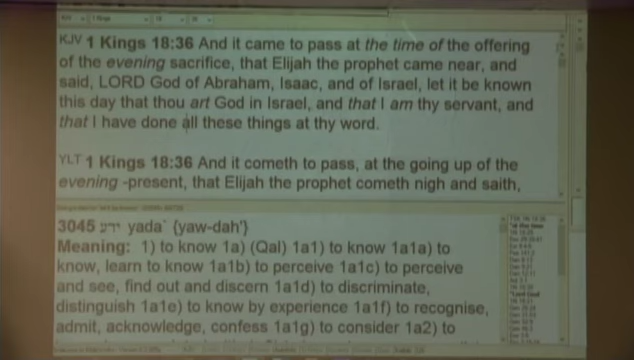 KJV 1 Kings 18:36 And it came to pass at the time of the offering
of the evening sacrifice, that Elijah the prophet came near, and
said, LORD God of Abraham, Isaac, and of Israel, let it be known
this day that thou art God in Israel, and that I am thy servant, and
that I have done all these things at thy word.
YLT 1 Kings 18:36 And it cometh to pass, at the going up of the
evening -present, that Elijah the prophet cometh nigh and saith,
3045 ידע yada` {yaw-dah'}
Meaning: 1) to know 1a) (Qal) 1a1) to know 1a1a) to
know, learn to know 1a1b) to perceive 1a1c) to perceive
and see, find out and discern 1a1d) to discriminate,
distinguish 1a1e) to know by experience 1a1f) to recognise,
admit, acknowledge, confess 1a1g) to consider 1a2) to